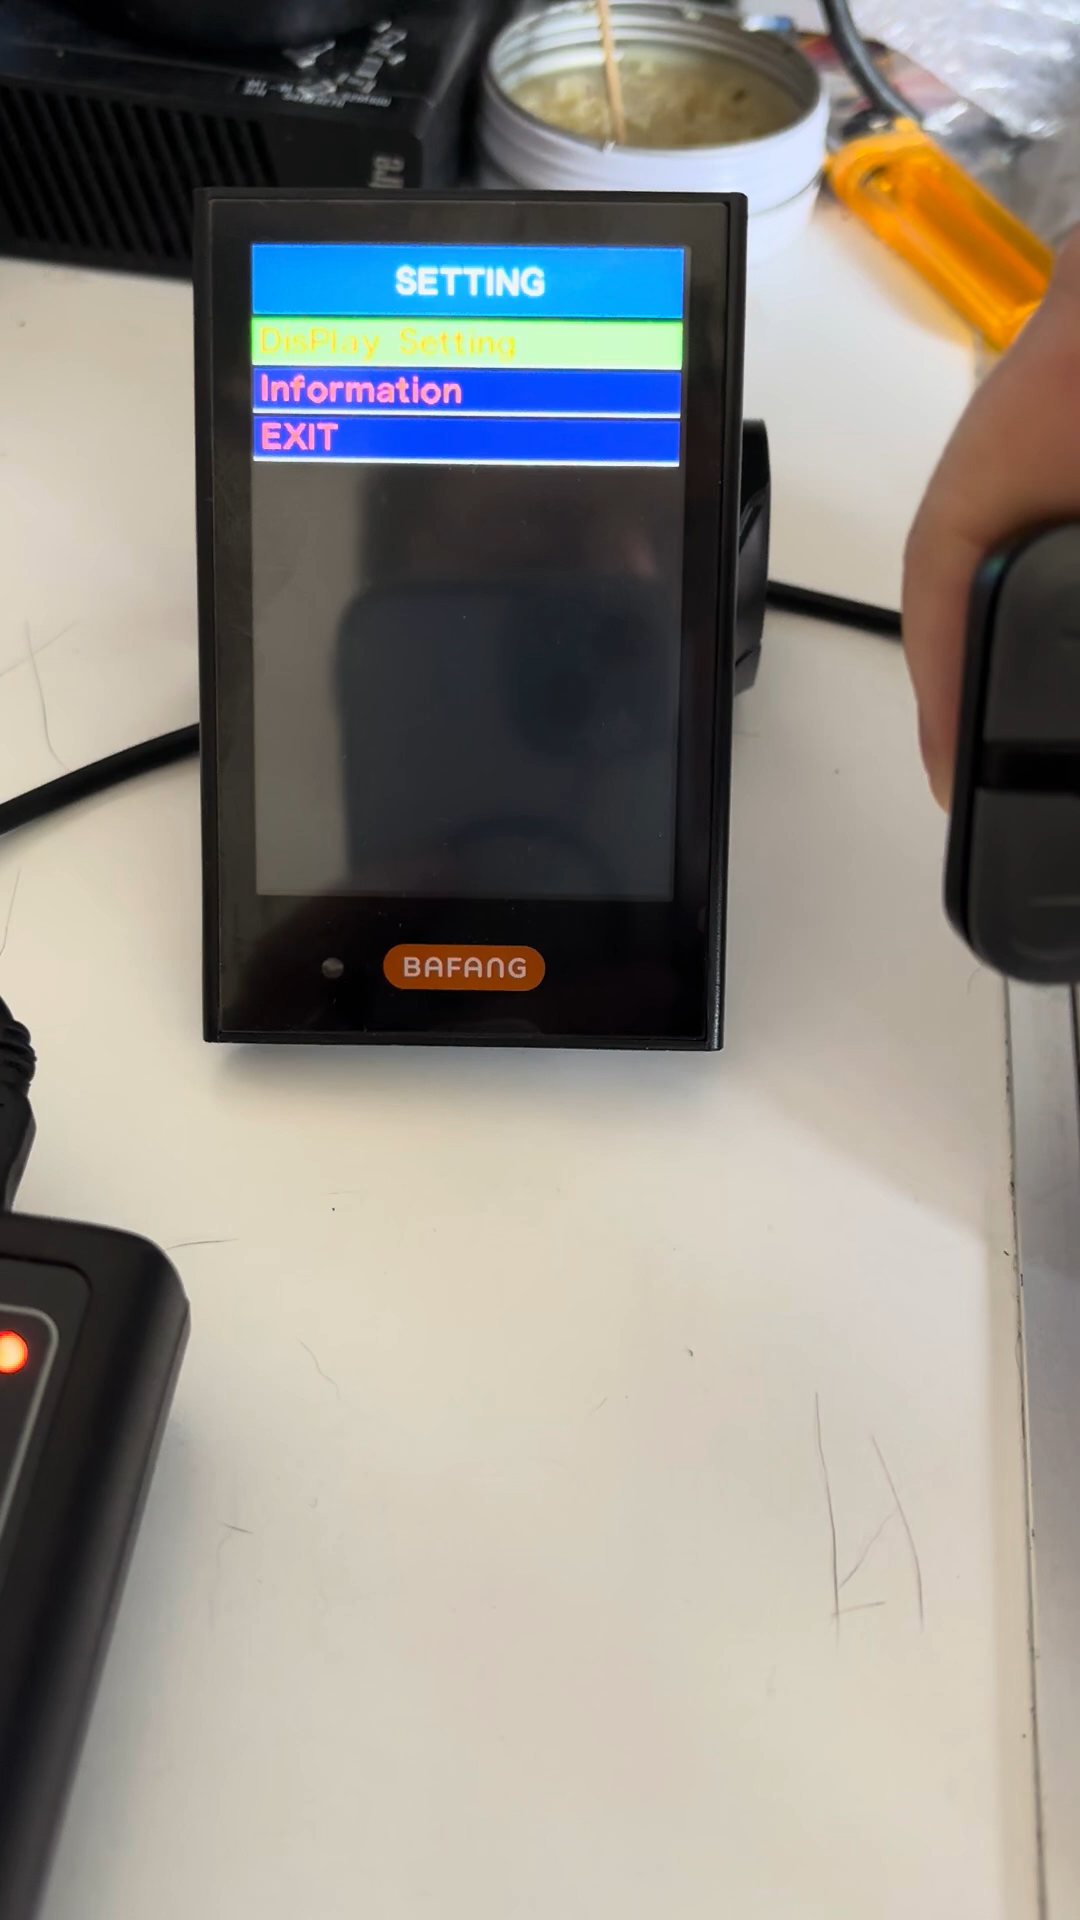 SETTING
DisPlay Setting
Information
EXIT
BAFANG